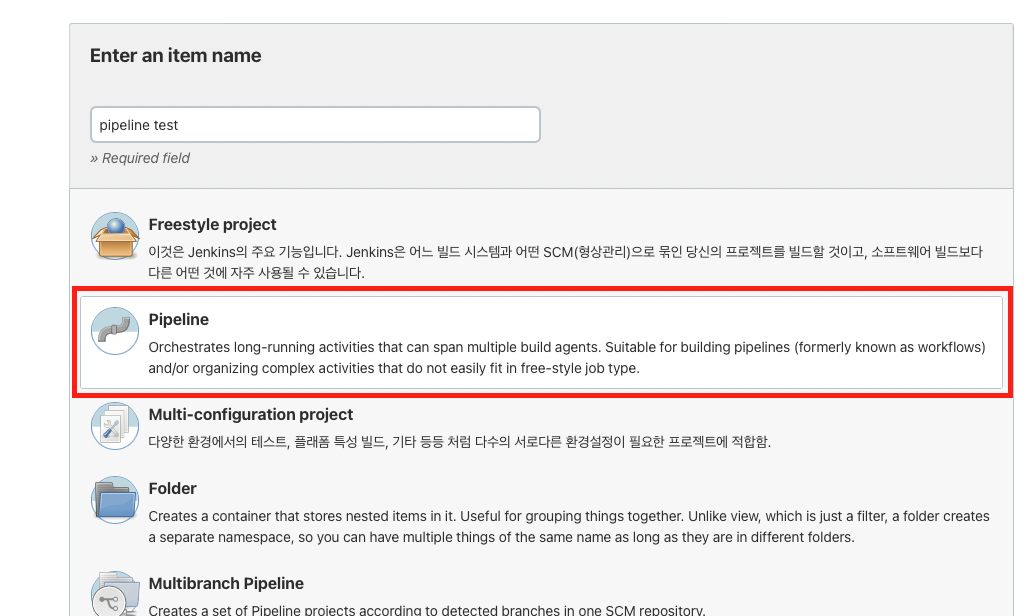 Enter an item name
pipeline test
» Required field
Freestyle project
이것은 Jenkins의 주요 기능입니다. Jenkins은 어느 빌드 시스템과 어떤 SCM(형상관리)으로 묶인 당신의 프로젝트를 빌드할 것이고, 소프트웨어 빌드보다
다른 어떤 것에 자주 사용될 수 있습니다.
Pipeline
Orchestrates long-running activities that can span multiple build agents. Suitable for building pipelines (formerly known as workflows)
and/or organizing complex activities that do not easily fit in free-style job type.
Multi-configuration project
다양한 환경에서의 테스트, 플래폼 특성 빌드, 기타 등등 처럼 다수의 서로다른 환경설정이 필요한 프로젝트에 적합함.
Folder
Creates a container that stores nested items in it. Useful for grouping things together. Unlike view, which is just a filter, a folder creates
a separate namespace, so you can have multiple things of the same name as long as they are in different folders.
Multibranch Pipeline
Creates a set of Pipeline projects according to detected branches in one SCM repository.